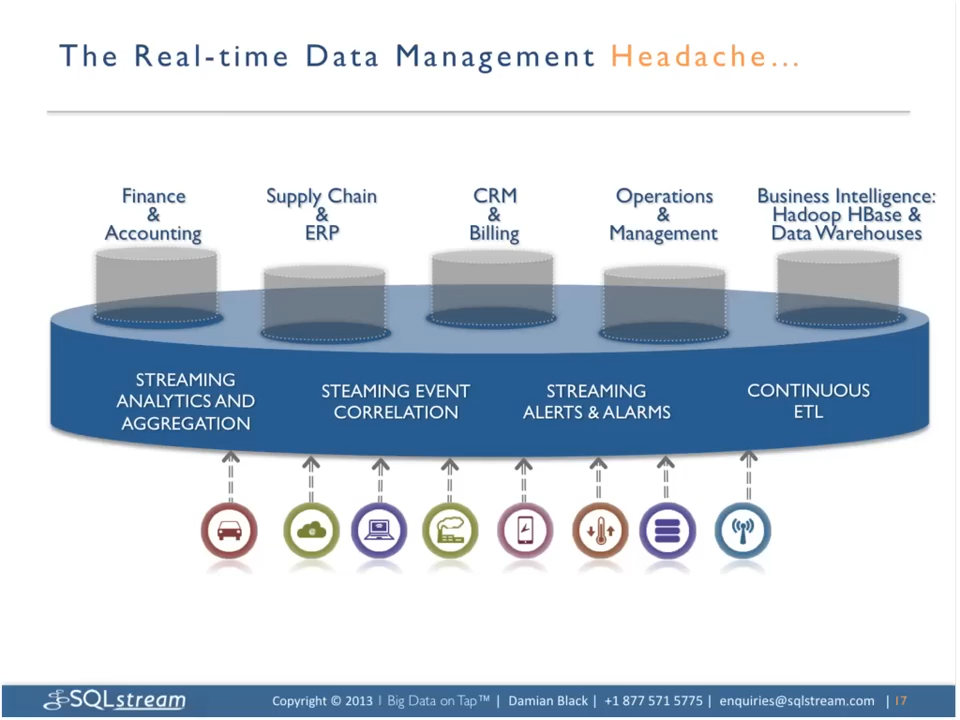 The Real-time Data Management Headache...
Finance
&
Accounting
Supply Chain
&
ERP
CRM
&
Billing
Operations
&
Management
Business Intelligence:
Hadoop HBase &
Data Warehouses
STREAMING
ANALYTICS AND
AGGREGATION
STEAMING EVENT
CORRELATION
STREAMING
ALERTS & ALARMS
CONTINUOUS
ETL
SQLstream
Copyright © 2013 | Big Data on Tap™ | Damian Black | +1 877 571 5775 | enquiries@sqlstream.com | 17